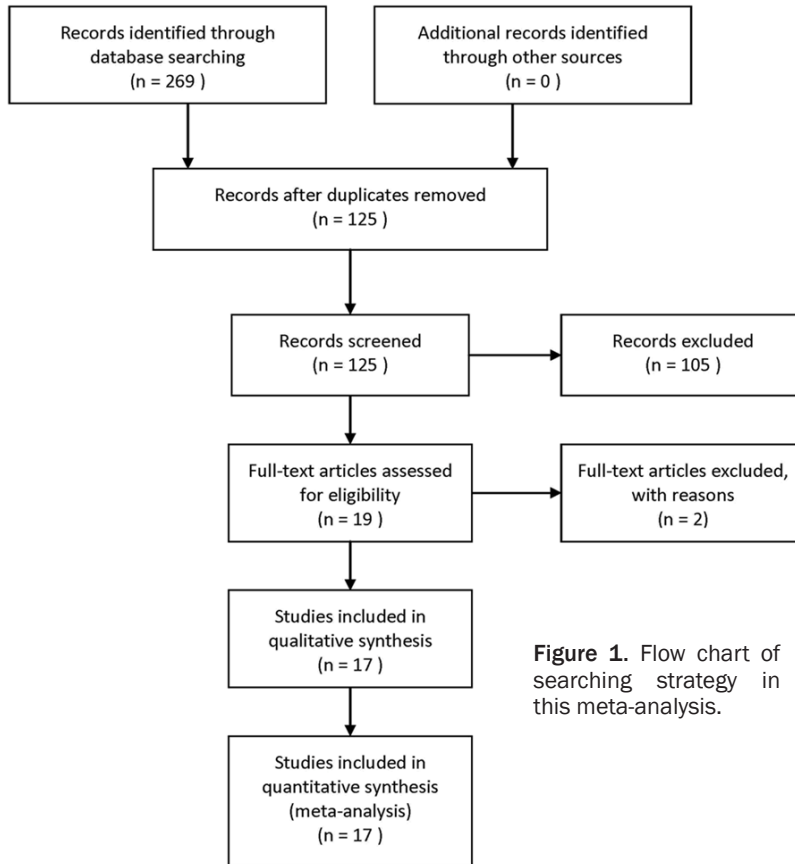 Records identified through
database searching
(n = 269 )
Additional records identified
through other sources
(n = 0 )
Records after duplicates removed
(n = 125 )
Records screened
(n = 125 )
Records excluded
(n = 105 )
Full-text articles assessed
for eligibility
(n = 19 )
Full-text articles excluded,
with reasons
(n = 2)
Studies included in
qualitative synthesis
(n = 17 )
Studies included in
quantitative synthesis
(meta-analysis)
(n = 17 )
Figure 1. Flow chart of
searching strategy in
this meta-analysis.